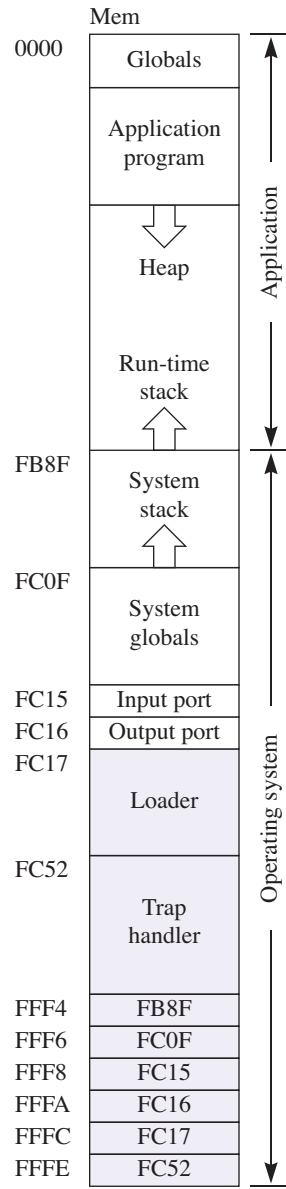 Mem
0000
Globals
Application
program
Heap
Run-time
stack
Application
FB8F
System
stack
FC0F
System
globals
FC15
Input port
FC16
Output port
FC17
Loader
FC52
Trap
handler
Operating system
FFF4
FB8F
FFF6
FC0F
FFF8
FC15
FFFA
FC16
FFFC
FC17
FFFE
FC52